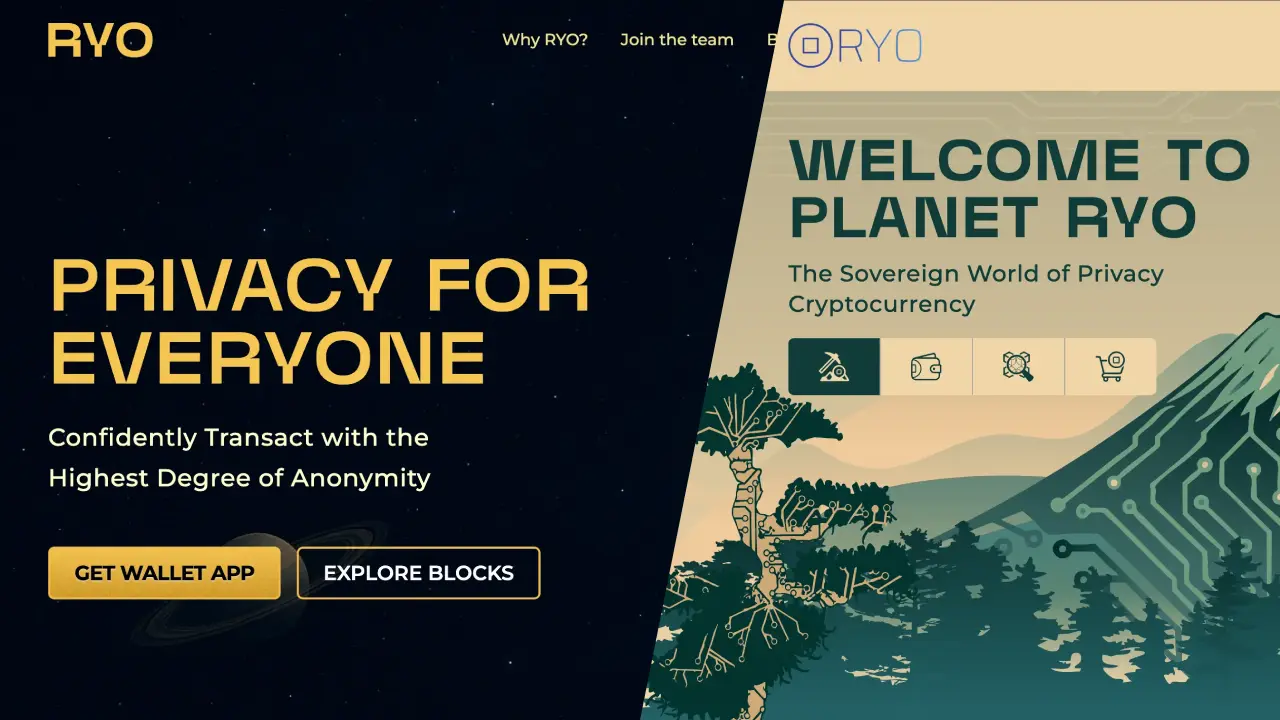 RYO
Why RYO?
Join the team
B
PRIVACY FOR
EVERYONE
Confidently Transact with the
Highest Degree of Anonymity
GET WALLET APP
EXPLORE BLOCKS
RYO
WELCOME TO
PLANET RYO
The Sovereign World of Privacy
Cryptocurrency